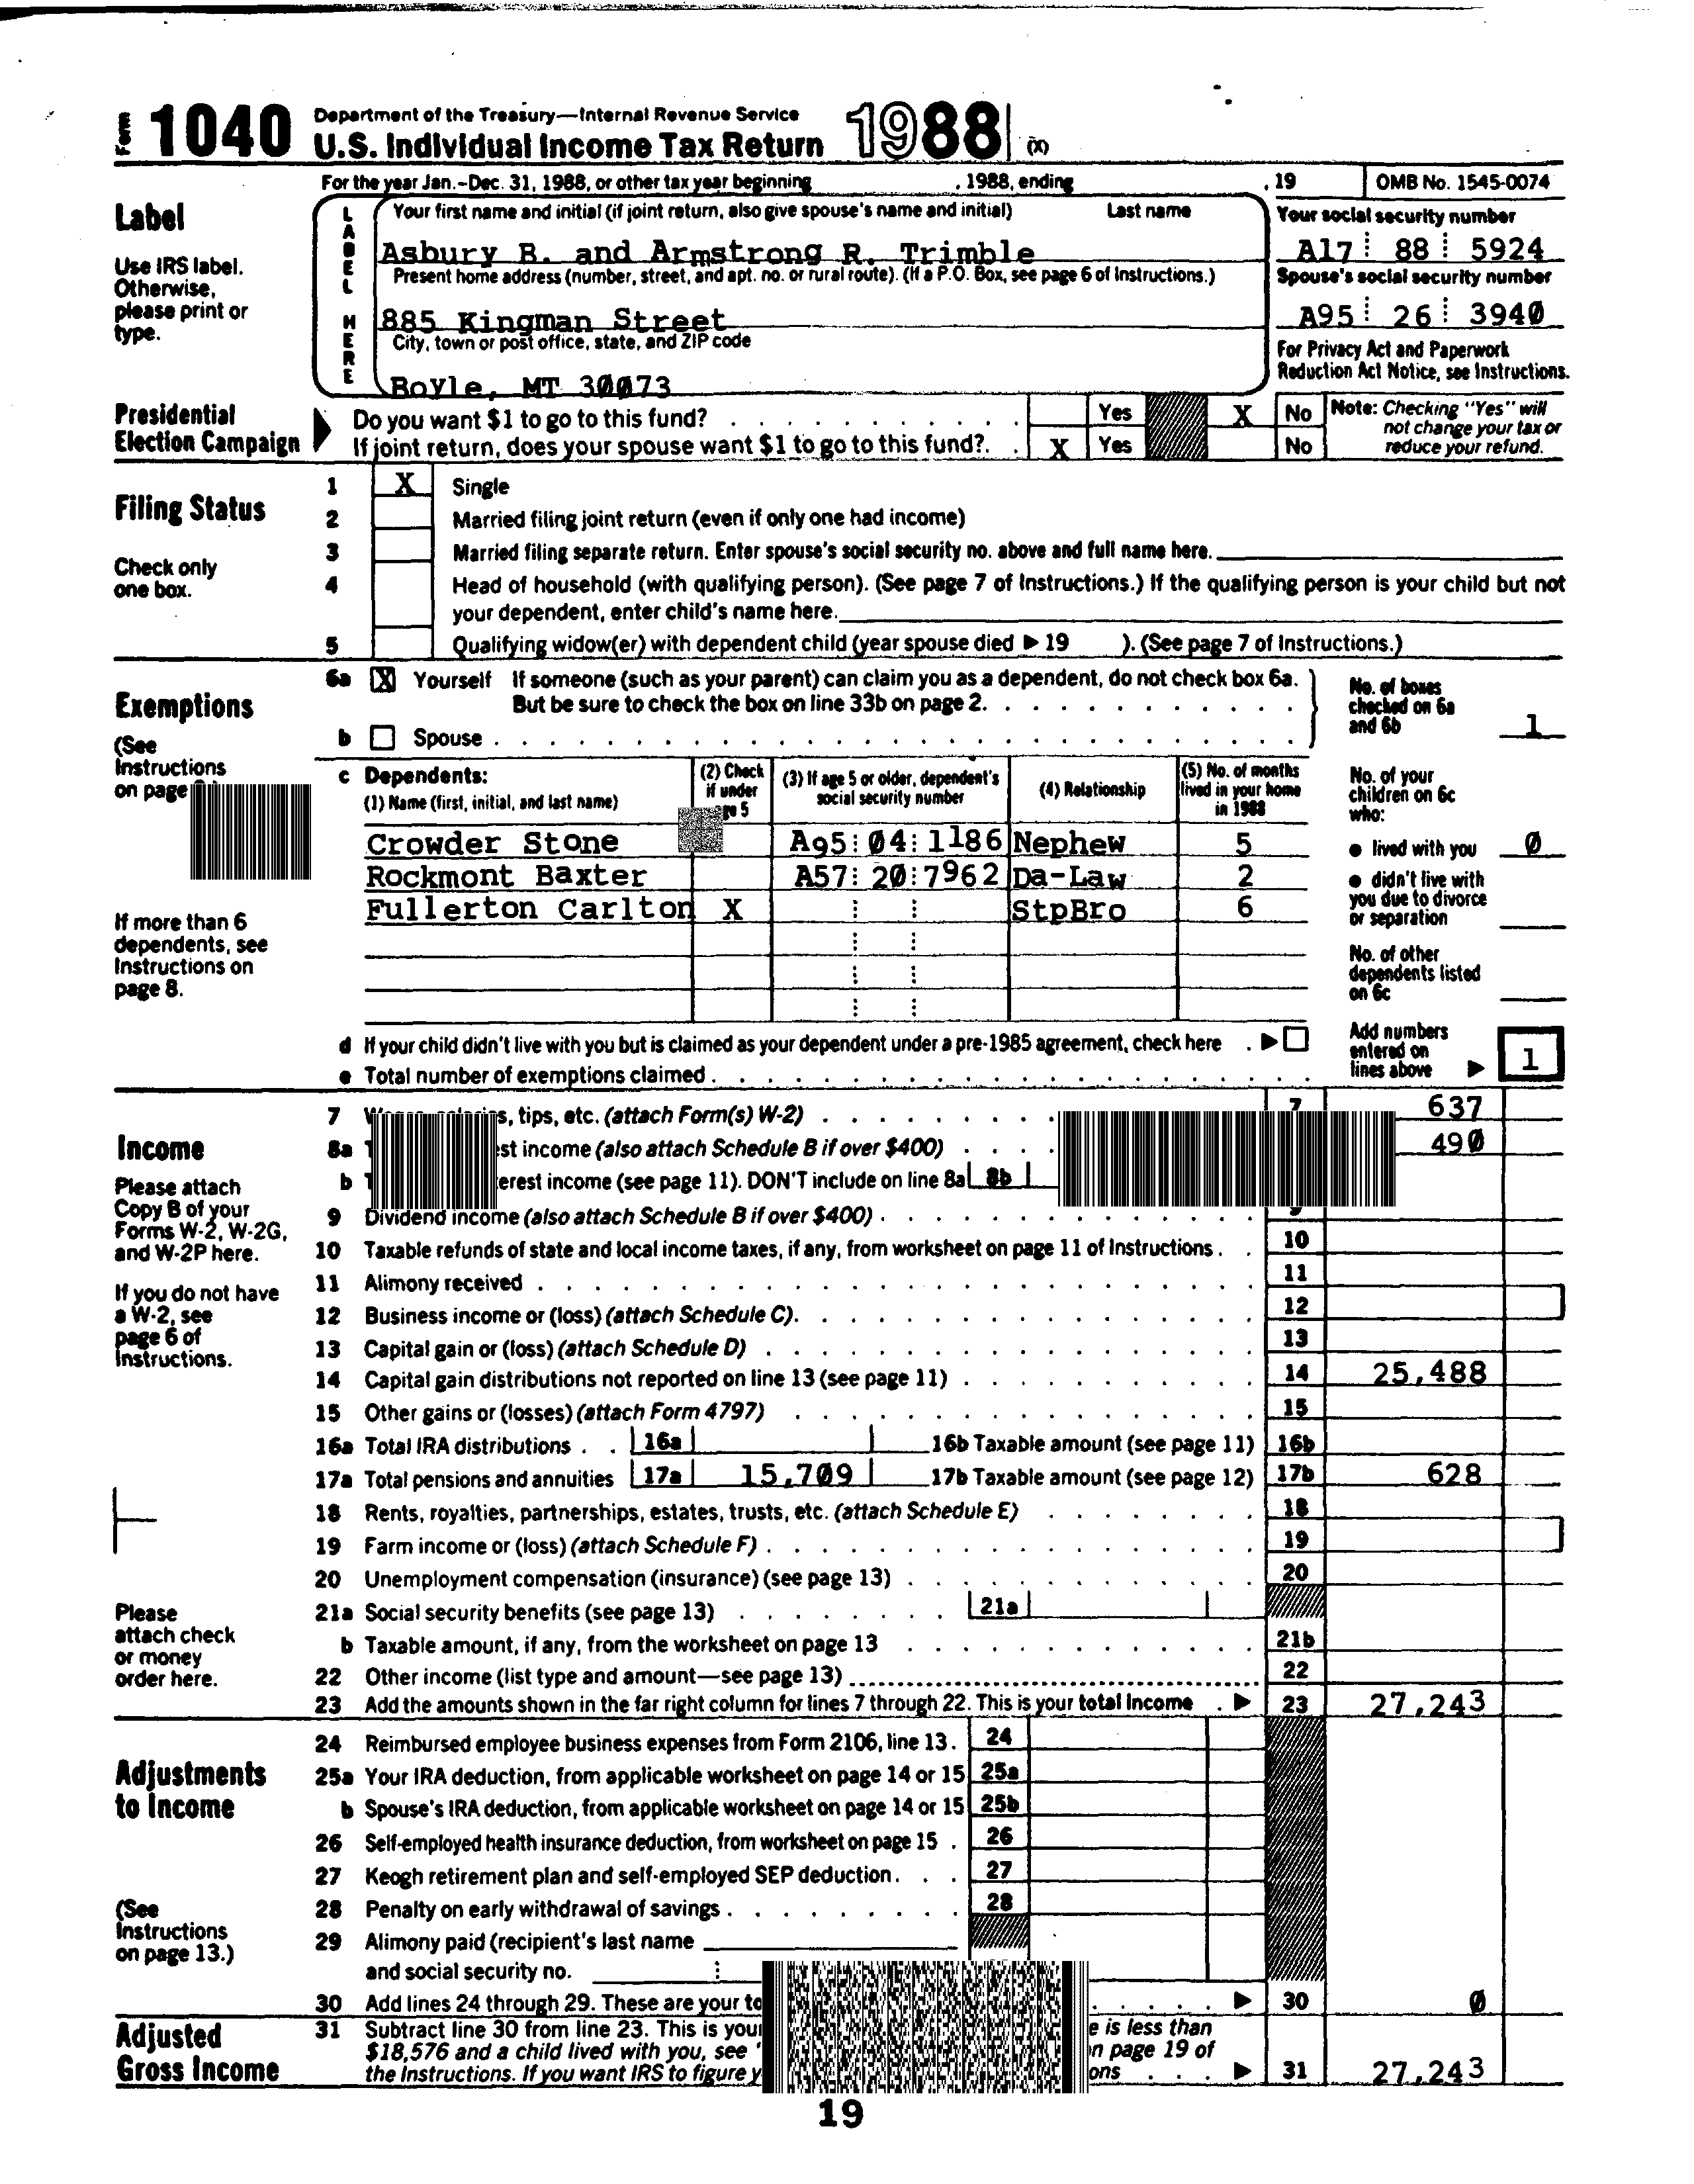 Form 1040 Department of the Treasury—Internal Revenue Service
U.S. Individual Income Tax Return 1988 (X)
For the year Jan.-Dec. 31, 1988, or other tax year beginning , 1988, ending , 19 OMB No. 1545-0074
Label
Use IRS label.
Otherwise,
please print or
type.
LABEL HERE
Your first name and initial (if joint return, also give spouse's name and initial) Last name
Asbury B. and Armstrong R. Trimble
Present home address (number, street, and apt. no. or rural route). (If a P.O. Box, see page 6 of Instructions.)
885 Kingman Street
City, town or post office, state, and ZIP code
Boyle, MT 30073
Your social security number
A17 88 5924
Spouse's social security number
A95 26 3940
For Privacy Act and Paperwork
Reduction Act Notice, see Instructions.
Presidential
Election Campaign
Do you want $1 to go to this fund? Yes X No
If joint return, does your spouse want $1 to go to this fund?. X Yes No
Note: Checking "Yes" will
not change your tax or
reduce your refund.
Filing Status
Check only
one box.
1 X Single
2 Married filing joint return (even if only one had income)
3 Married filing separate return. Enter spouse's social security no. above and full name here.
4 Head of household (with qualifying person). (See page 7 of Instructions.) If the qualifying person is your child but not
your dependent, enter child's name here.
5 Qualifying widow(er) with dependent child (year spouse died ▶ 19 ). (See page 7 of Instructions.)
Exemptions
(See
Instructions
on page
If more than 6
dependents, see
Instructions on
page 8.
6a X Yourself If someone (such as your parent) can claim you as a dependent, do not check box 6a.
But be sure to check the box on line 33b on page 2.
b Spouse
No. of boxes
checked on 6a
and 6b 1
c Dependents:
(1) Name (first, initial, and last name)
(2) Check
if under
(3) If age 5 or older, dependent's
social security number
(4) Relationship
(5) No. of months
lived in your home
in 1988
Crowder Stone A95 04 1186 Nephew 5
Rockmont Baxter A57 20 7962 Da-Law 2
Fullerton Carlton X StpBro 6
No. of your
children on 6c
who:
● lived with you 0
● didn't live with
you due to divorce
or separation
No. of other
dependents listed
on 6c
d If your child didn't live with you but is claimed as your dependent under a pre-1985 agreement, check here . ▶
e Total number of exemptions claimed
Add numbers
entered on
lines above ▶ 1
Income
Please attach
Copy B of your
Forms W-2, W-2G,
and W-2P here.
If you do not have
a W-2, see
page 6 of
Instructions.
Please
attach check
or money
order here.
7 s, tips, etc. (attach Form(s) W-2) 7 637
8a est income (also attach Schedule B if over $400) 490
b erest income (see page 11). DON'T include on line 8a 8b
9 Dividend income (also attach Schedule B if over $400)
10 Taxable refunds of state and local income taxes, if any, from worksheet on page 11 of Instructions 10
11 Alimony received 11
12 Business income or (loss) (attach Schedule C). 12
13 Capital gain or (loss) (attach Schedule D) 13
14 Capital gain distributions not reported on line 13 (see page 11) 14 25,488
15 Other gains or (losses) (attach Form 4797) 15
16a Total IRA distributions 16a 16b Taxable amount (see page 11) 16b
17a Total pensions and annuities 17a 15,709 17b Taxable amount (see page 12) 17b 628
18 Rents, royalties, partnerships, estates, trusts, etc. (attach Schedule E) 18
19 Farm income or (loss) (attach Schedule F) 19
20 Unemployment compensation (insurance) (see page 13) 20
21a Social security benefits (see page 13) 21a
b Taxable amount, if any, from the worksheet on page 13 21b
22 Other income (list type and amount—see page 13) 22
23 Add the amounts shown in the far right column for lines 7 through 22. This is your total income ▶ 23 27,243
Adjustments
to Income
(See
Instructions
on page 13.)
24 Reimbursed employee business expenses from Form 2106, line 13. 24
25a Your IRA deduction, from applicable worksheet on page 14 or 15 25a
b Spouse's IRA deduction, from applicable worksheet on page 14 or 15 25b
26 Self-employed health insurance deduction, from worksheet on page 15 26
27 Keogh retirement plan and self-employed SEP deduction 27
28 Penalty on early withdrawal of savings 28
29 Alimony paid (recipient's last name
and social security no.
30 Add lines 24 through 29. These are your to ▶ 30 0
Adjusted
Gross Income
31 Subtract line 30 from line 23. This is your e is less than
$18,576 and a child lived with you, see n page 19 of
the Instructions. If you want IRS to figure y ons ▶ 31 27,243
19